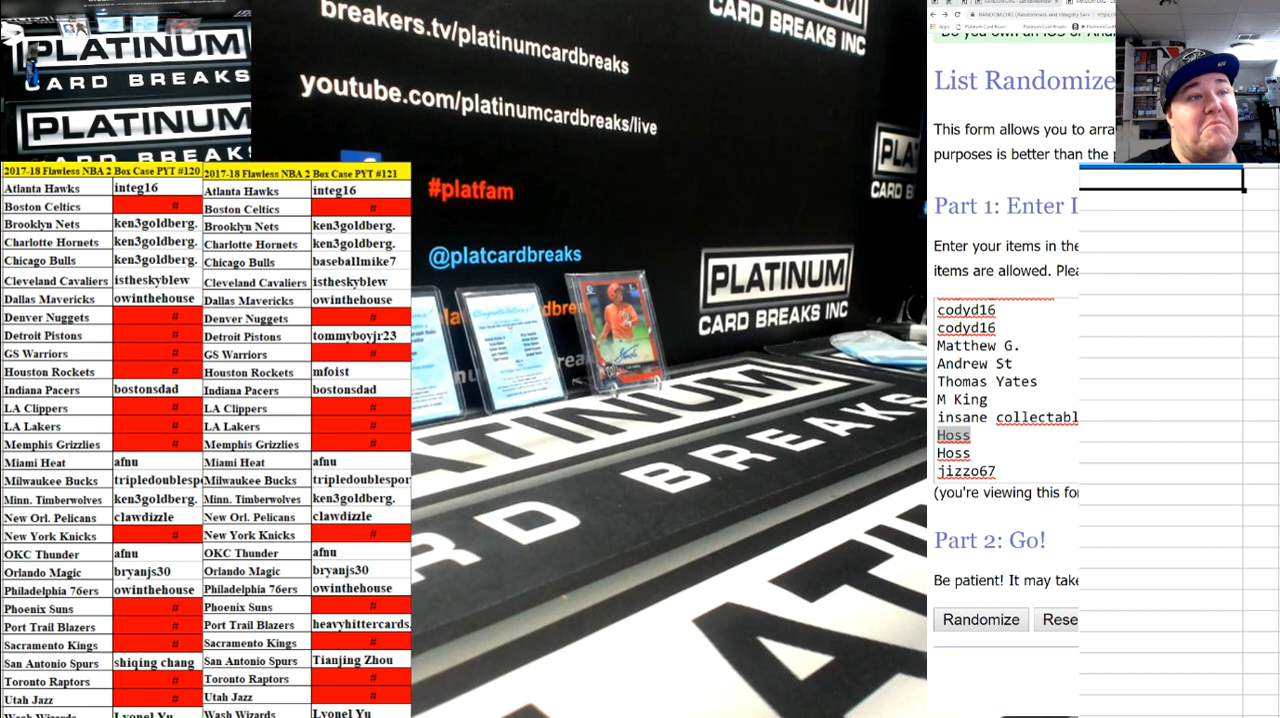 PLATINUM
CARD BREAKS
PLATINUM
CARD BREAKS
breakers.tv/platinumcardbreaks
youtube.com/platinumcardbreaks/live
#platfam
@platcardbreaks
CARD BREAKS INC
PLATINUM
CARD BREAKS INC
PLATINUM
CARD BREAKS
2017-18 Flawless NBA 2 Box Case PYT #120
Atlanta Hawks integ16
Boston Celtics #
Brooklyn Nets ken3goldberg.
Charlotte Hornets ken3goldberg.
Chicago Bulls ken3goldberg.
Cleveland Cavaliers istheskyblew
Dallas Mavericks owinthehouse
Denver Nuggets #
Detroit Pistons #
GS Warriors #
Houston Rockets #
Indiana Pacers bostonsdad
LA Clippers #
LA Lakers #
Memphis Grizzlies #
Miami Heat afnu
Milwaukee Bucks tripledoublespo
Minn. Timberwolves ken3goldberg.
New Orl. Pelicans clawdizzle
New York Knicks #
OKC Thunder afnu
Orlando Magic bryanjs30
Philadelphia 76ers owinthehouse
Phoenix Suns #
Port Trail Blazers #
Sacramento Kings #
San Antonio Spurs shiqing chang
Toronto Raptors #
Utah Jazz #
Wash Wizards Lyonel Yu
2017-18 Flawless NBA 2 Box Case PYT #121
Atlanta Hawks integ16
Boston Celtics #
Brooklyn Nets ken3goldberg.
Charlotte Hornets ken3goldberg.
Chicago Bulls baseballmike7
Cleveland Cavaliers istheskyblew
Dallas Mavericks owinthehouse
Denver Nuggets #
Detroit Pistons tommyboyjr23
GS Warriors #
Houston Rockets mfoist
Indiana Pacers bostonsdad
LA Clippers #
LA Lakers #
Memphis Grizzlies #
Miami Heat afnu
Milwaukee Bucks tripledoublespor
Minn. Timberwolves ken3goldberg.
New Orl. Pelicans clawdizzle
New York Knicks #
OKC Thunder afnu
Orlando Magic bryanjs30
Philadelphia 76ers owinthehouse
Phoenix Suns #
Port Trail Blazers heavyhittercards.
Sacramento Kings #
San Antonio Spurs Tianjing Zhou
Toronto Raptors #
Utah Jazz #
Wash Wizards Lyonel Yu
List Randomize
This form allows you to arra
purposes is better than the
Part 1: Enter
Enter your items in the
items are allowed. Plea
codyd16
codyd16
Matthew G.
Andrew St
Thomas Yates
M King
insane collectabl
Hoss
Hoss
jizzo67
(you're viewing this fo
Part 2: Go!
Be patient! It may take
Randomize Rese